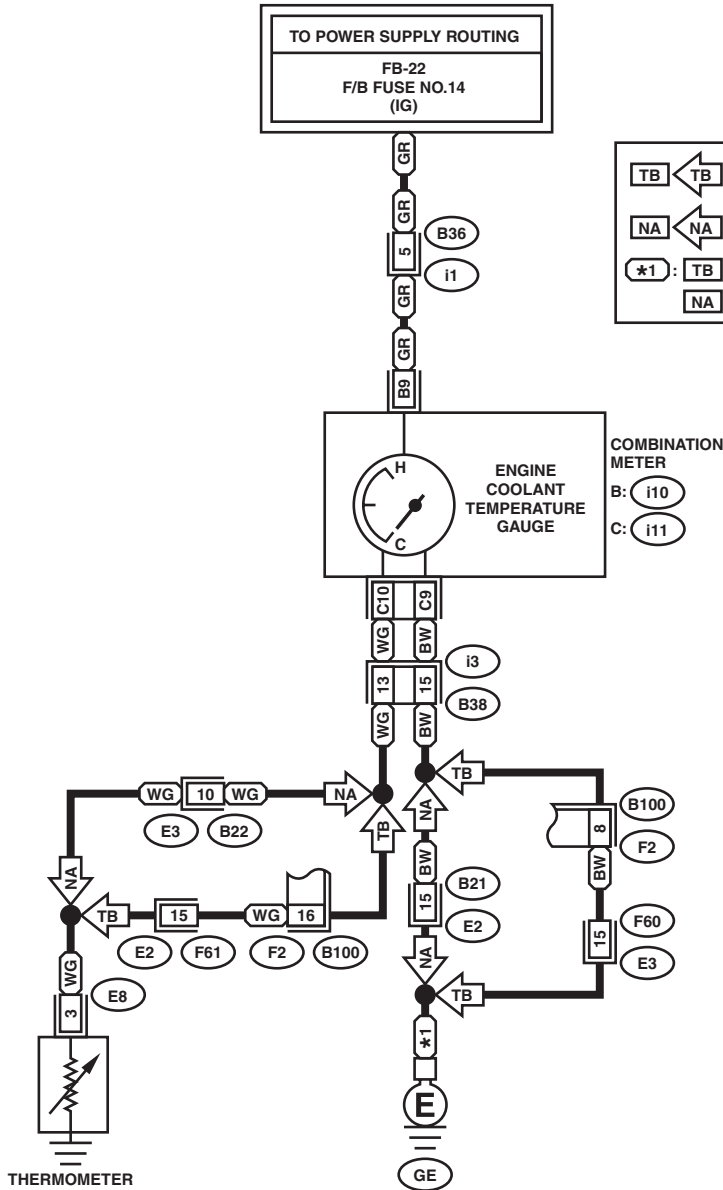 TO POWER SUPPLY ROUTING
FB-22
F/B FUSE NO.14
(IG)
GR
GR
5
B36
i1
GR
GR
B9
TB TB
NA NA
*1 : TB
NA
H
C
ENGINE
COOLANT
TEMPERATURE
GAUGE
COMBINATION
METER
B: i10
C: i11
C10 C9
WG BW
i3
13 15
B38
WG BW
TB
WG 10 WG NA
E3 B22
NA
TB
B100
8
F2
BW
BW
B21
15
E2
NA
NA
TB 15 WG 16
E2 F61 F2 B100
F60
15
E3
TB
WG
E8
3
*1
E
GE
THERMOMETER